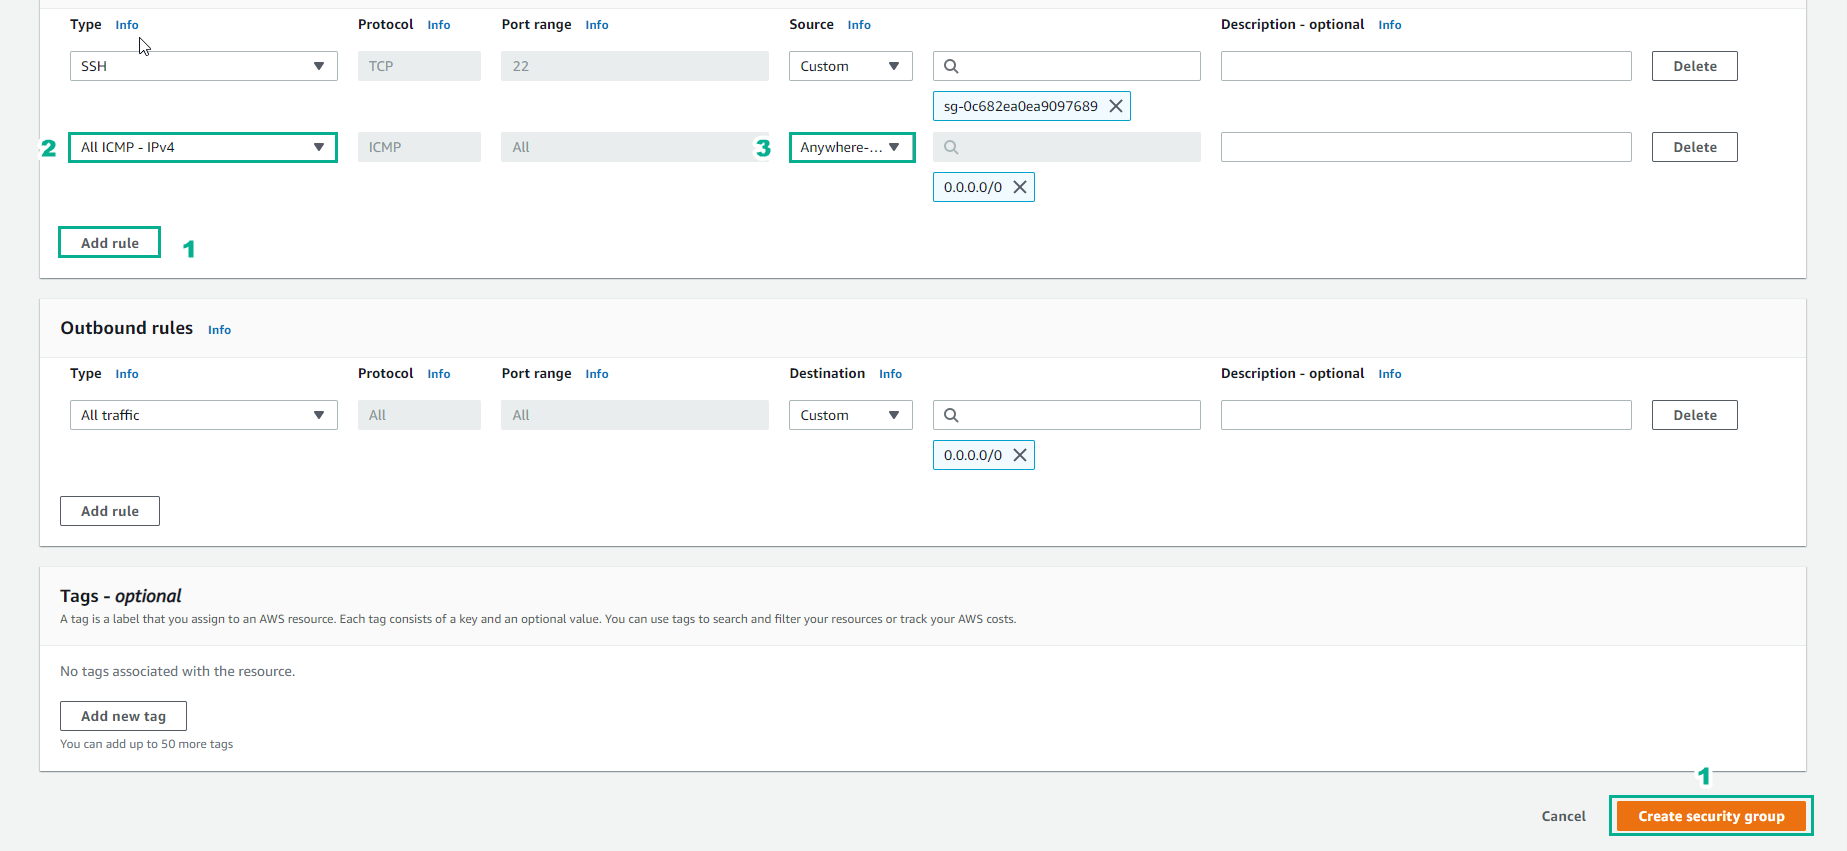 Type Info Protocol Info Port range Info Source Info Description - optional Info
SSH TCP 22 Custom Delete
sg-0c682ea0ea9097689
2 All ICMP - IPv4 ICMP All 3 Anywhere-... Delete
0.0.0.0/0
Add rule 1
Outbound rules Info
Type Info Protocol Info Port range Info Destination Info Description - optional Info
All traffic All All Custom Delete
0.0.0.0/0
Add rule
Tags - optional
A tag is a label that you assign to an AWS resource. Each tag consists of a key and an optional value. You can use tags to search and filter your resources or track your AWS costs.
No tags associated with the resource.
Add new tag
You can add up to 50 more tags
1
Cancel Create security group